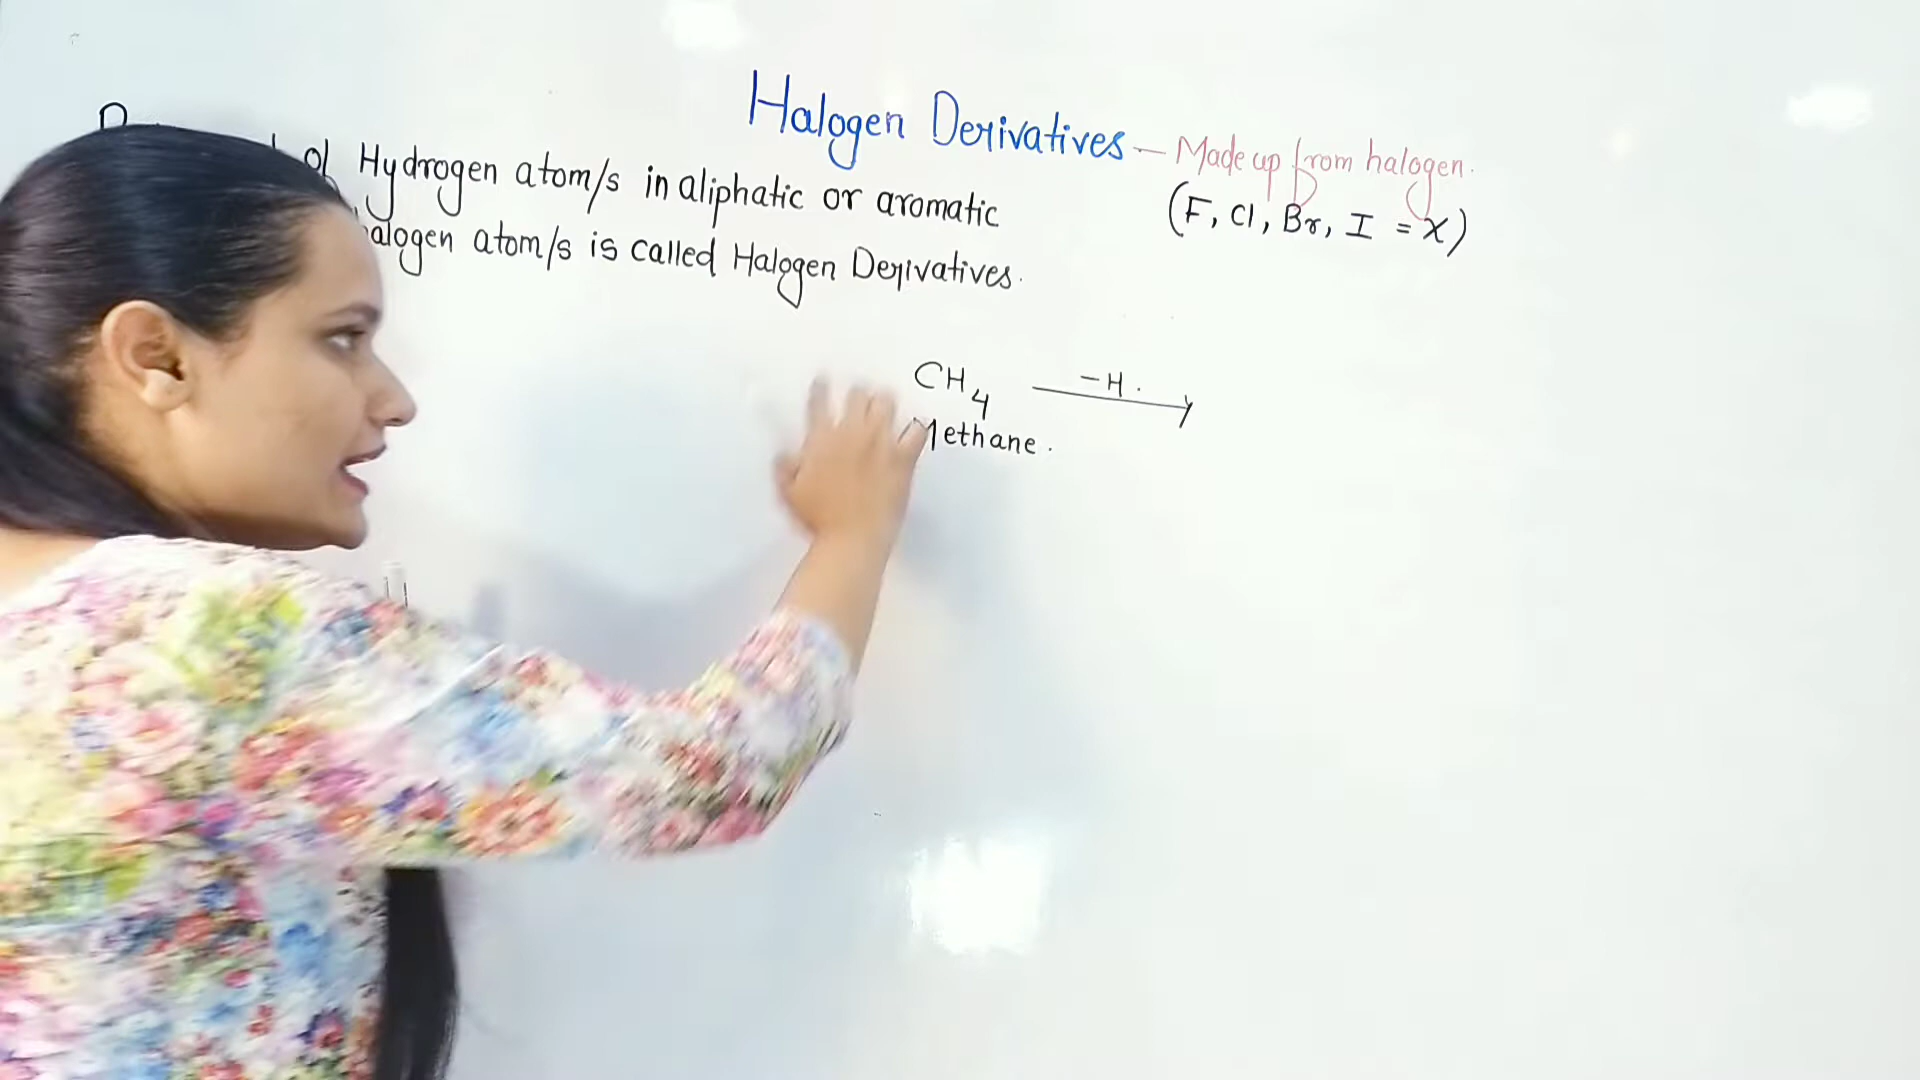 Halogen Derivatives — Made up from halogen.
(F, Cl, Br, I = X)
of Hydrogen atom/s in aliphatic or aromatic
alogen atom/s is called Halogen Derivatives.
CH4 —H.
Methane.